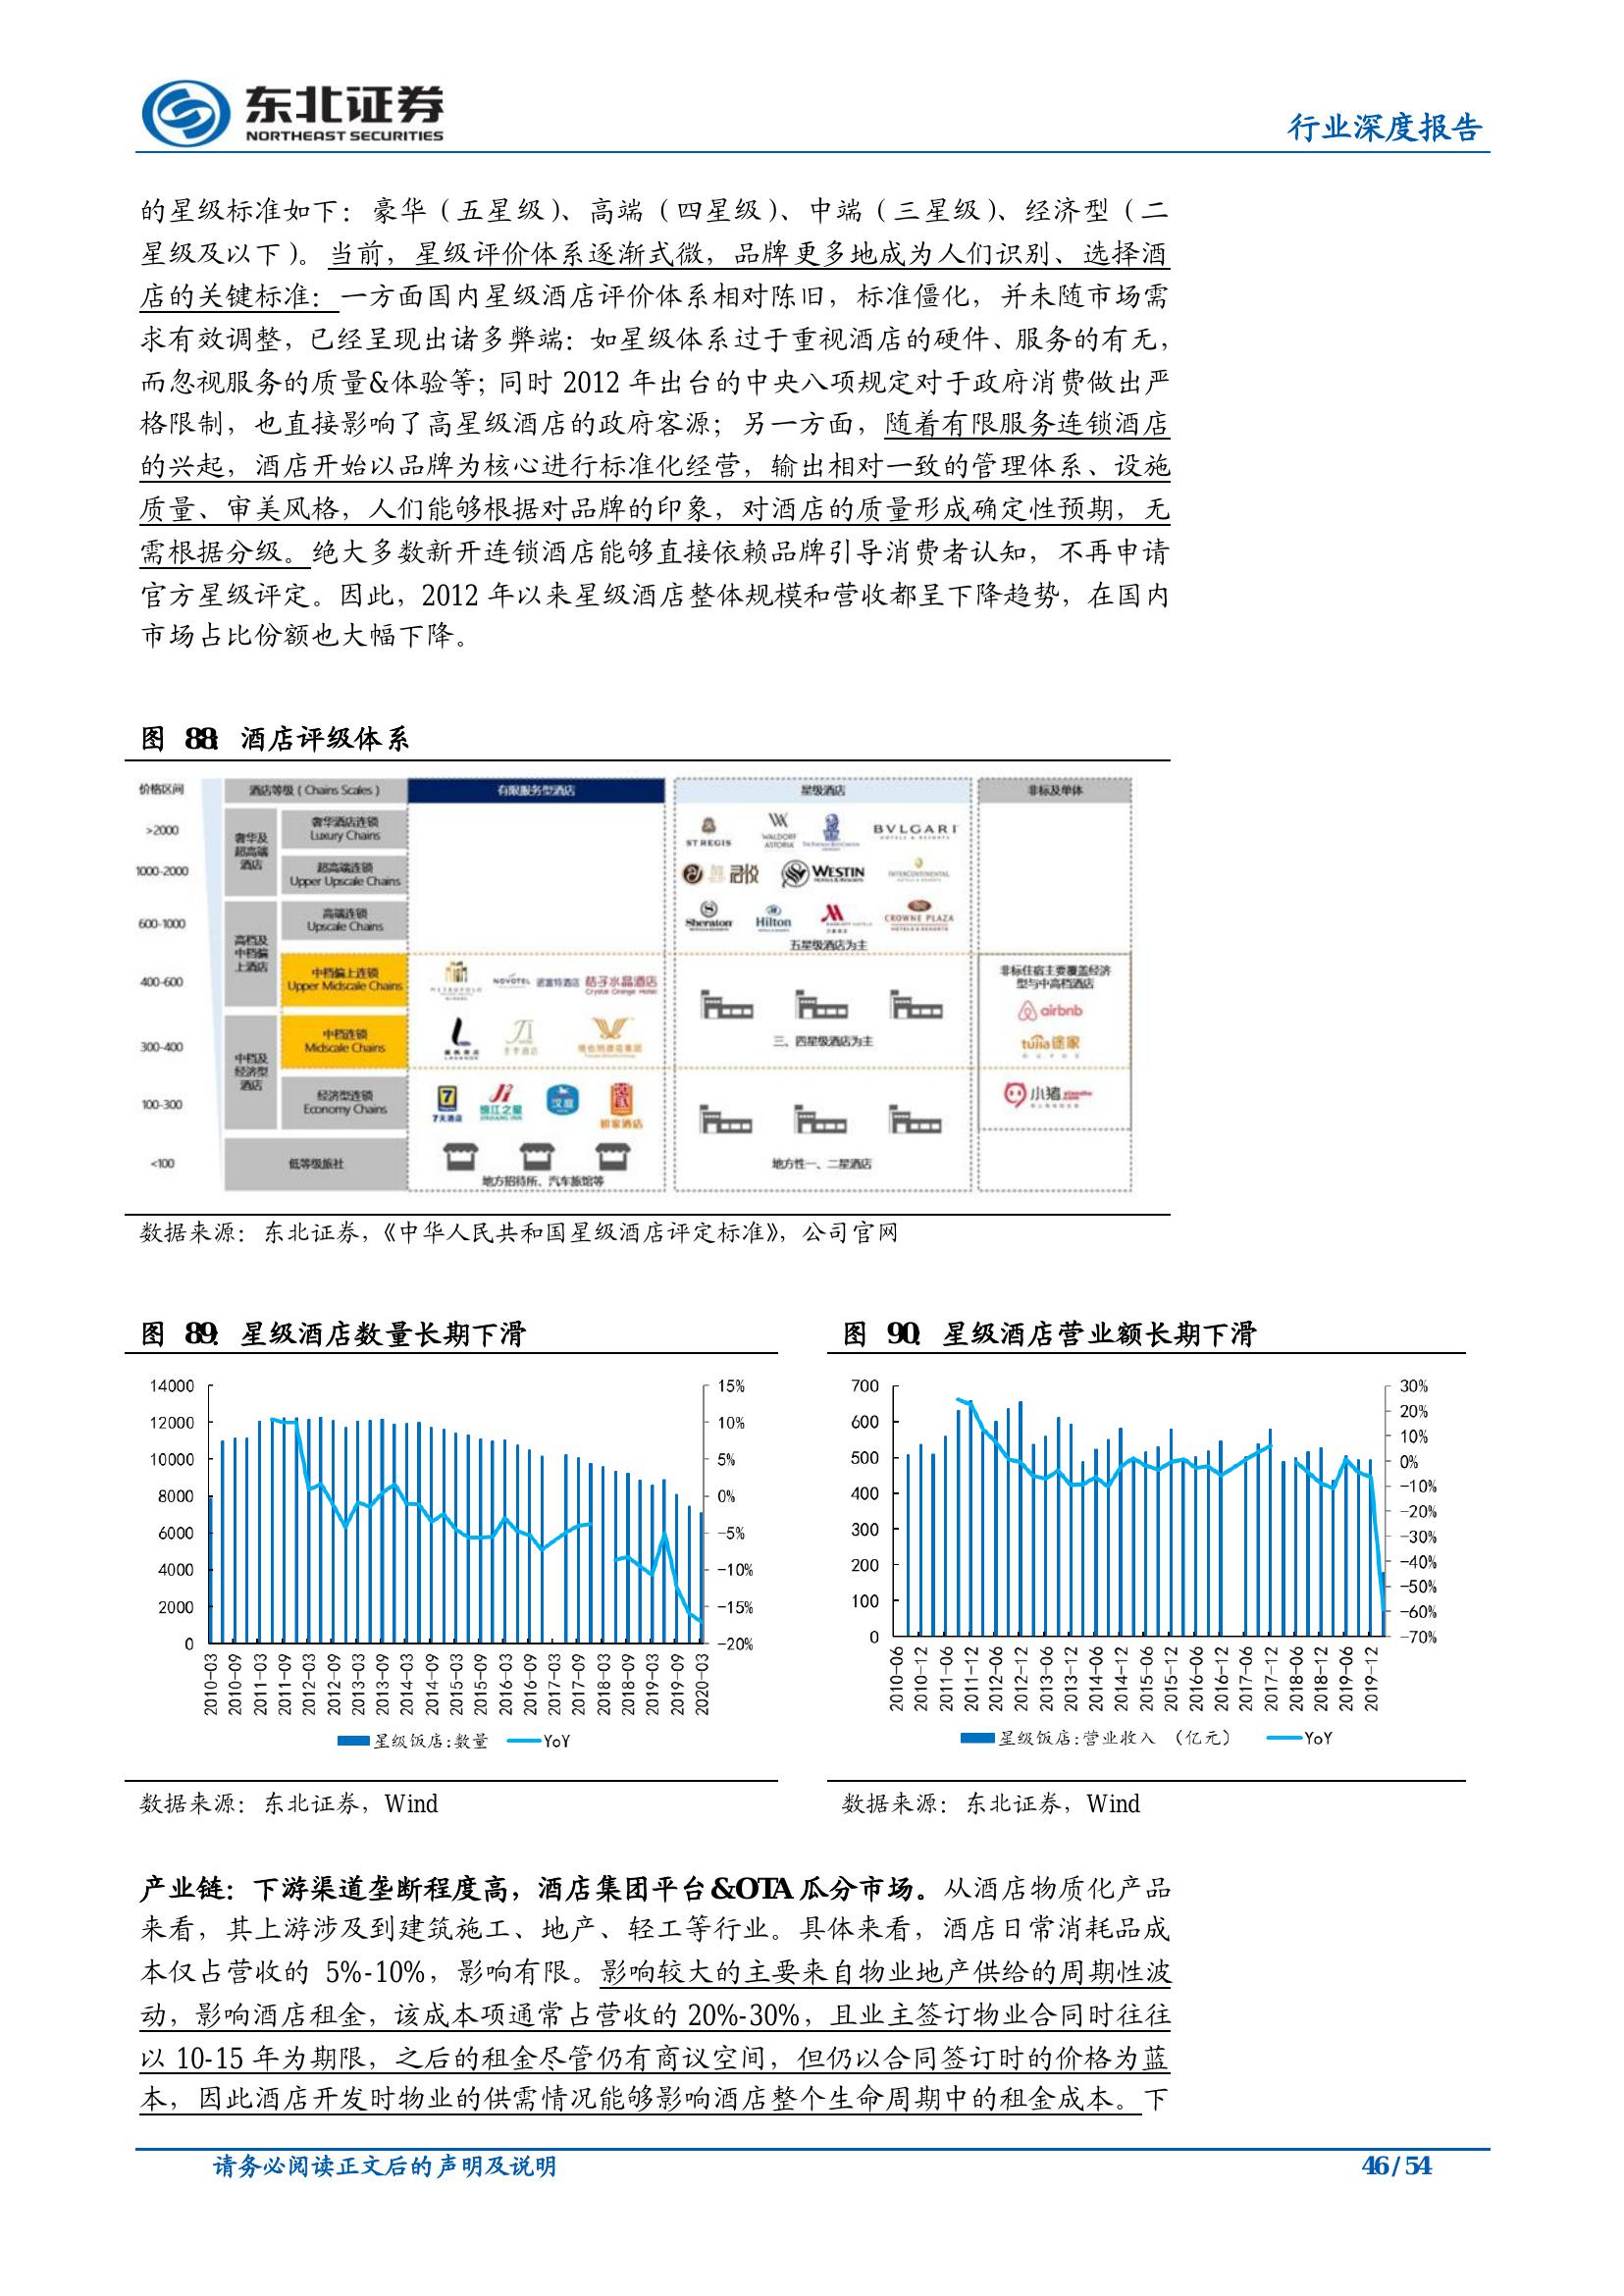 东北证券
NORTHEAST SECURITIES
行业深度报告
的星级标准如下：豪华（五星级）、高端（四星级）、中端（三星级）、经济型（二
星级及以下）。当前，星级评价体系逐渐式微，品牌更多地成为人们识别、选择酒
店的关键标准：一方面国内星级酒店评价体系相对陈旧，标准僵化，并未随市场需
求有效调整，已经呈现出诸多弊端：如星级体系过于重视酒店的硬件、服务的有无，
而忽视服务的质量&体验等；同时 2012 年出台的中央八项规定对于政府消费做出严
格限制，也直接影响了高星级酒店的政府客源；另一方面，随着有限服务连锁酒店
的兴起，酒店开始以品牌为核心进行标准化经营，输出相对一致的管理体系、设施
质量、审美风格，人们能够根据对品牌的印象，对酒店的质量形成确定性预期，无
需根据分级。绝大多数新开连锁酒店能够直接依赖品牌引导消费者认知，不再申请
官方星级评定。因此，2012 年以来星级酒店整体规模和营收都呈下降趋势，在国内
市场占比份额也大幅下降。
图 88：酒店评级体系
价格区间 酒店等级（Chains Scales） 有限服务型酒店 星级酒店 非标及单体
>2000
1000-2000
600-1000
400-600
300-400
100-300
<100
奢华及
超高端
酒店
高档及
中档偏
上酒店
中档及
经济型
酒店
奢华酒店连锁
Luxury Chains
超高端连锁
Upper Upscale Chains
高端连锁
Upscale Chains
中档偏上连锁
Upper Midscale Chains
中档连锁
Midscale Chains
经济型连锁
Economy Chains
低等级旅社
METROPOLO NOVOTEL 诺富特酒店 桔子水晶酒店
Crystal Orange Hotel
7天酒店 锦江之星 汉庭 如家酒店
地方招待所、汽车旅馆等
ST REGIS WALDORF ASTORIA BVLGARI
HOTELS & RESORTS
君悦 WESTIN INTERCONTINENTAL
Sheraton Hilton CROWNE PLAZA
五星级酒店为主
三、四星级酒店为主
地方性一、二星酒店
非标住宿主要覆盖经济
型与中高档酒店
airbnb
tujia途家
小猪
数据来源：东北证券，《中华人民共和国星级酒店评定标准》，公司官网
图 89：星级酒店数量长期下滑
14000
12000
10000
8000
6000
4000
2000
0
15%
10%
5%
0%
-5%
-10%
-15%
-20%
2010-03 2010-09 2011-03 2011-09 2012-03 2012-09 2013-03 2013-09 2014-03 2014-09 2015-03 2015-09 2016-03 2016-09 2017-03 2017-09 2018-03 2018-09 2019-03 2019-09 2020-03
星级饭店:数量 YoY
数据来源：东北证券，Wind
图 90：星级酒店营业额长期下滑
700
600
500
400
300
200
100
0
30%
20%
10%
0%
-10%
-20%
-30%
-40%
-50%
-60%
-70%
2010-06 2010-12 2011-06 2011-12 2012-06 2012-12 2013-06 2013-12 2014-06 2014-12 2015-06 2015-12 2016-06 2016-12 2017-06 2017-12 2018-06 2018-12 2019-06 2019-12
星级饭店:营业收入 （亿元） YoY
数据来源：东北证券，Wind
产业链：下游渠道垄断程度高，酒店集团平台&OTA 瓜分市场。从酒店物质化产品
来看，其上游涉及到建筑施工、地产、轻工等行业。具体来看，酒店日常消耗品成
本仅占营收的 5%-10%，影响有限。影响较大的主要来自物业地产供给的周期性波
动，影响酒店租金，该成本项通常占营收的 20%-30%，且业主签订物业合同时往往
以 10-15 年为期限，之后的租金尽管仍有商议空间，但仍以合同签订时的价格为蓝
本，因此酒店开发时物业的供需情况能够影响酒店整个生命周期中的租金成本。下
请务必阅读正文后的声明及说明
46 / 54